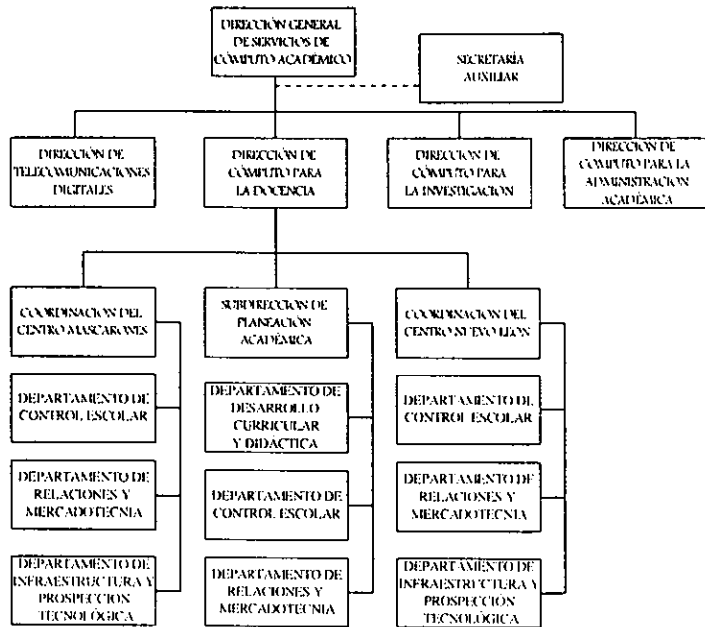 DIRECCIÓN GENERAL
DE SERVICIOS DE
CÓMPUTO ACADÉMICO
SECRETARÍA
AUXILIAR
DIRECCIÓN DE
TELECOMUNICACIONES
DIGITALES
DIRECCIÓN DE
CÓMPUTO PARA
LA DOCENCIA
DIRECCIÓN DE
CÓMPUTO PARA
LA INVESTIGACIÓN
DIRECCIÓN DE
CÓMPUTO PARA LA
ADMINISTRACIÓN
ACADÉMICA
COORDINACIÓN DEL
CENTRO MASCARONES
SUBDIRECCIÓN DE
PLANEACIÓN
ACADÉMICA
COORDINACIÓN DEL
CENTRO NUEVO LEÓN
DEPARTAMENTO DE
CONTROL ESCOLAR
DEPARTAMENTO DE
DESARROLLO
CURRICULAR
Y DIDÁCTICA
DEPARTAMENTO DE
CONTROL ESCOLAR
DEPARTAMENTO DE
RELACIONES Y
MERCADOTECNIA
DEPARTAMENTO DE
CONTROL ESCOLAR
DEPARTAMENTO DE
RELACIONES Y
MERCADOTECNIA
DEPARTAMENTO DE
INFRAESTRUCTURA Y
PROSPECCIÓN
TECNOLÓGICA
DEPARTAMENTO DE
RELACIONES Y
MERCADOTECNIA
DEPARTAMENTO DE
INFRAESTRUCTURA Y
PROSPECCIÓN
TECNOLÓGICA